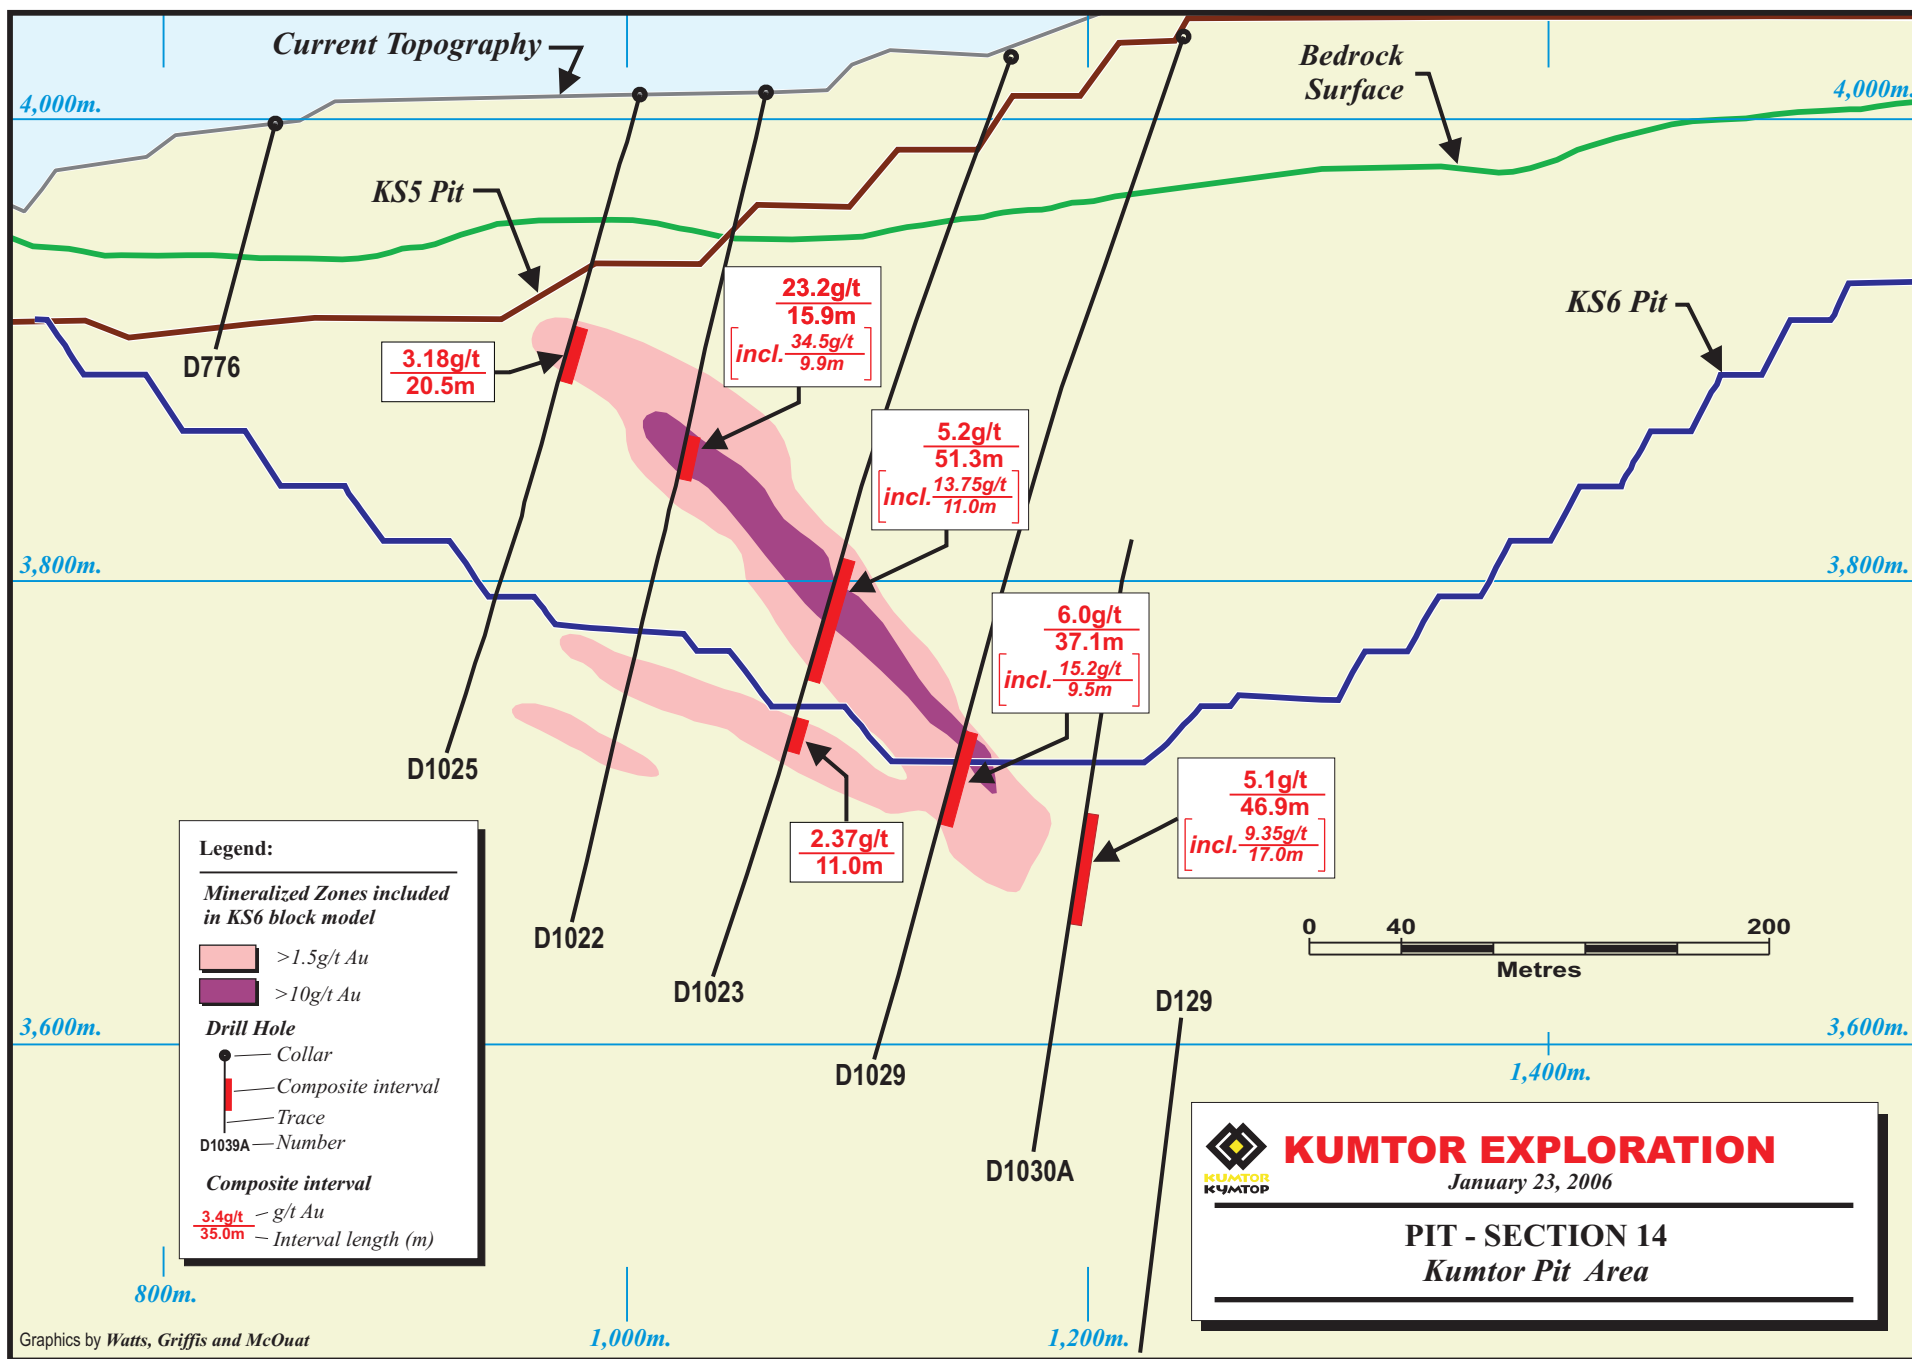 Current Topography
Bedrock
Surface
4,000m.
4,000m.
KS5 Pit
KS6 Pit
D776
3.18g/t
20.5m
23.2g/t
15.9m
incl. 34.5g/t
9.9m
5.2g/t
51.3m
incl. 13.75g/t
11.0m
3,800m.
3,800m.
6.0g/t
37.1m
incl. 15.2g/t
9.5m
D1025
5.1g/t
46.9m
incl. 9.35g/t
17.0m
2.37g/t
11.0m
D1022
D1023
D129
D1029
D1030A
0 40 200
Metres
3,600m.
3,600m.
1,400m.
Legend:
Mineralized Zones included
in KS6 block model
>1.5g/t Au
>10g/t Au
Drill Hole
Collar
Composite interval
Trace
D1039A Number
Composite interval
3.4g/t g/t Au
35.0m Interval length (m)
KUMTOR
КУМТОР
KUMTOR EXPLORATION
January 23, 2006
PIT - SECTION 14
Kumtor Pit Area
800m.
1,000m.
1,200m.
Graphics by Watts, Griffis and McOuat